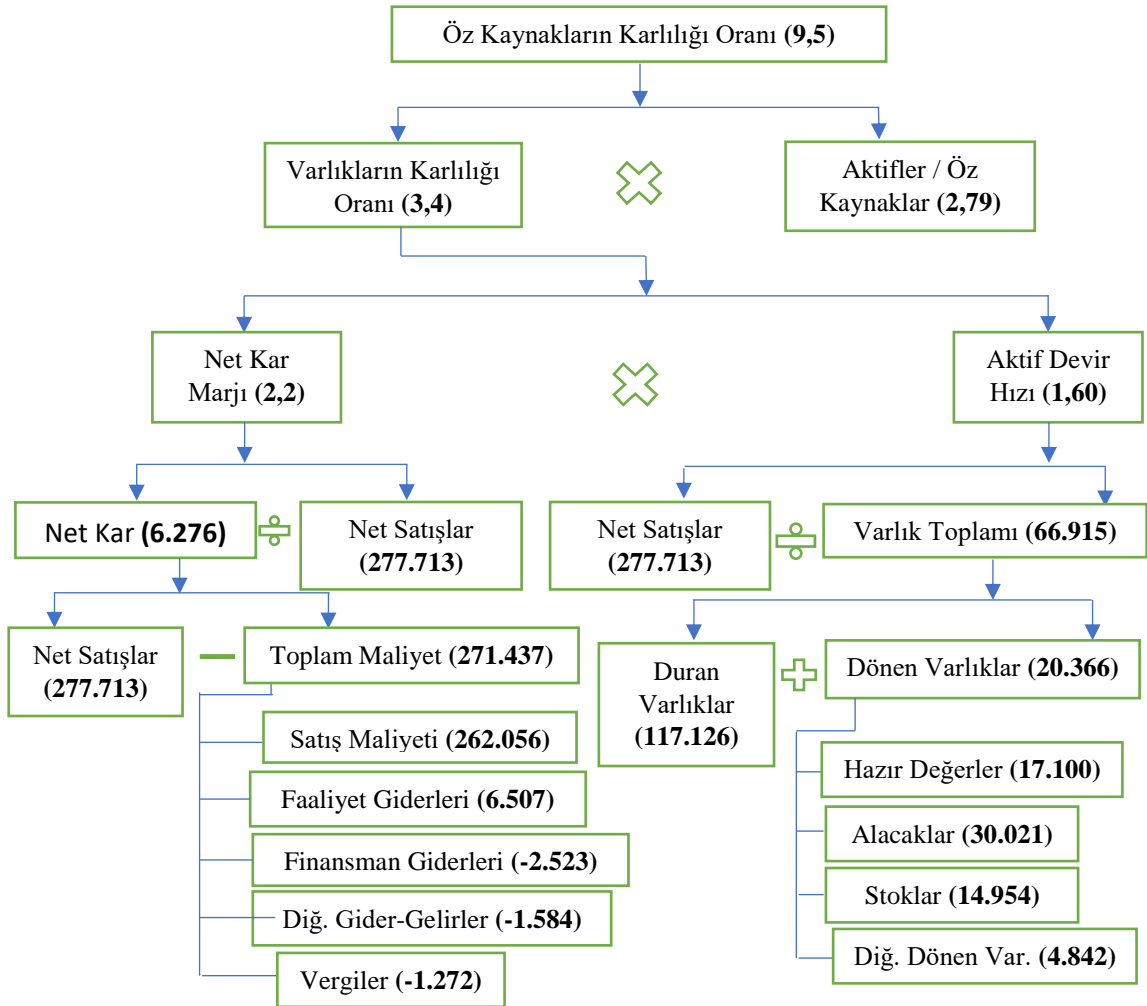 Öz Kaynakların Karlılığı Oranı (9,5)
Varlıkların Karlılığı
Oranı (3,4)
Aktifler / Öz
Kaynaklar (2,79)
Net Kar
Marjı (2,2)
Aktif Devir
Hızı (1,60)
Net Kar (6.276)
Net Satışlar
(277.713)
Net Satışlar
(277.713)
Varlık Toplamı (66.915)
Net Satışlar
(277.713)
Toplam Maliyet (271.437)
Duran
Varlıklar
(117.126)
Dönen Varlıklar (20.366)
Satış Maliyeti (262.056)
Faaliyet Giderleri (6.507)
Finansman Giderleri (-2.523)
Diğ. Gider-Gelirler (-1.584)
Vergiler (-1.272)
Hazır Değerler (17.100)
Alacaklar (30.021)
Stoklar (14.954)
Diğ. Dönen Var. (4.842)